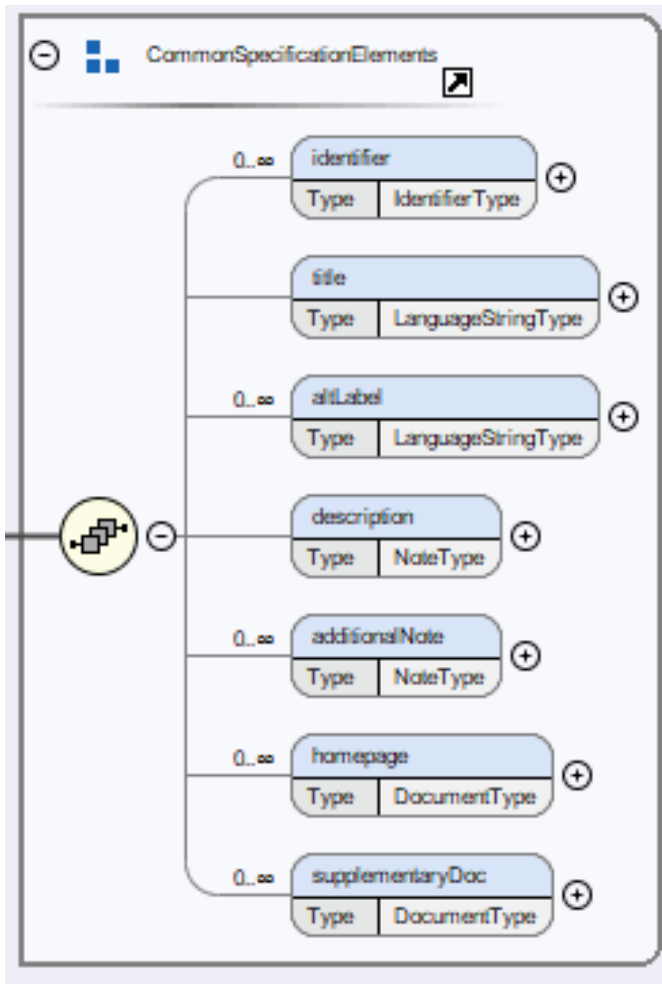 CommonSpecificationElements
0..∞ identifier
Type IdentifierType
title
Type LanguageStringType
0..∞ altLabel
Type LanguageStringType
description
Type NoteType
0..∞ additionalNote
Type NoteType
0..∞ homepage
Type DocumentType
0..∞ supplementaryDoc
Type DocumentType